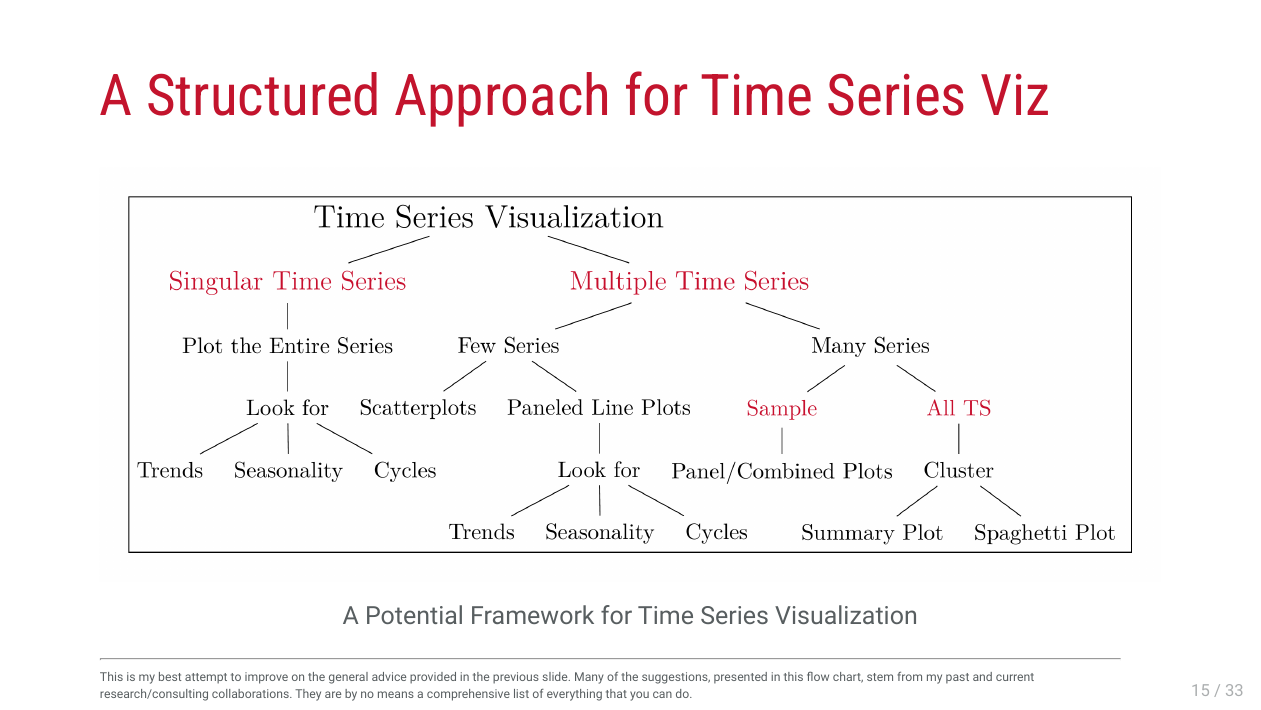 A Structured Approach for Time Series Viz
Time Series Visualization
Singular Time Series
Multiple Time Series
Plot the Entire Series
Few Series
Many Series
Look for
Scatterplots
Paneled Line Plots
Sample
All TS
Trends
Seasonality
Cycles
Look for
Panel/Combined Plots
Cluster
Trends
Seasonality
Cycles
Summary Plot
Spaghetti Plot
A Potential Framework for Time Series Visualization
This is my best attempt to improve on the general advice provided in the previous slide. Many of the suggestions, presented in this flow chart, stem from my past and current
research/consulting collaborations. They are by no means a comprehensive list of everything that you can do.
15 / 33